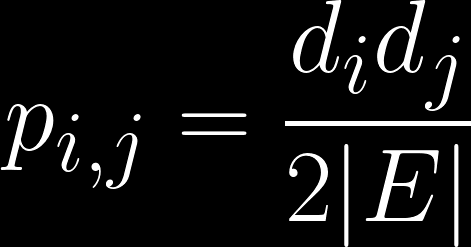 p_{i,j} = \frac{d_i d_j}{2|E|}